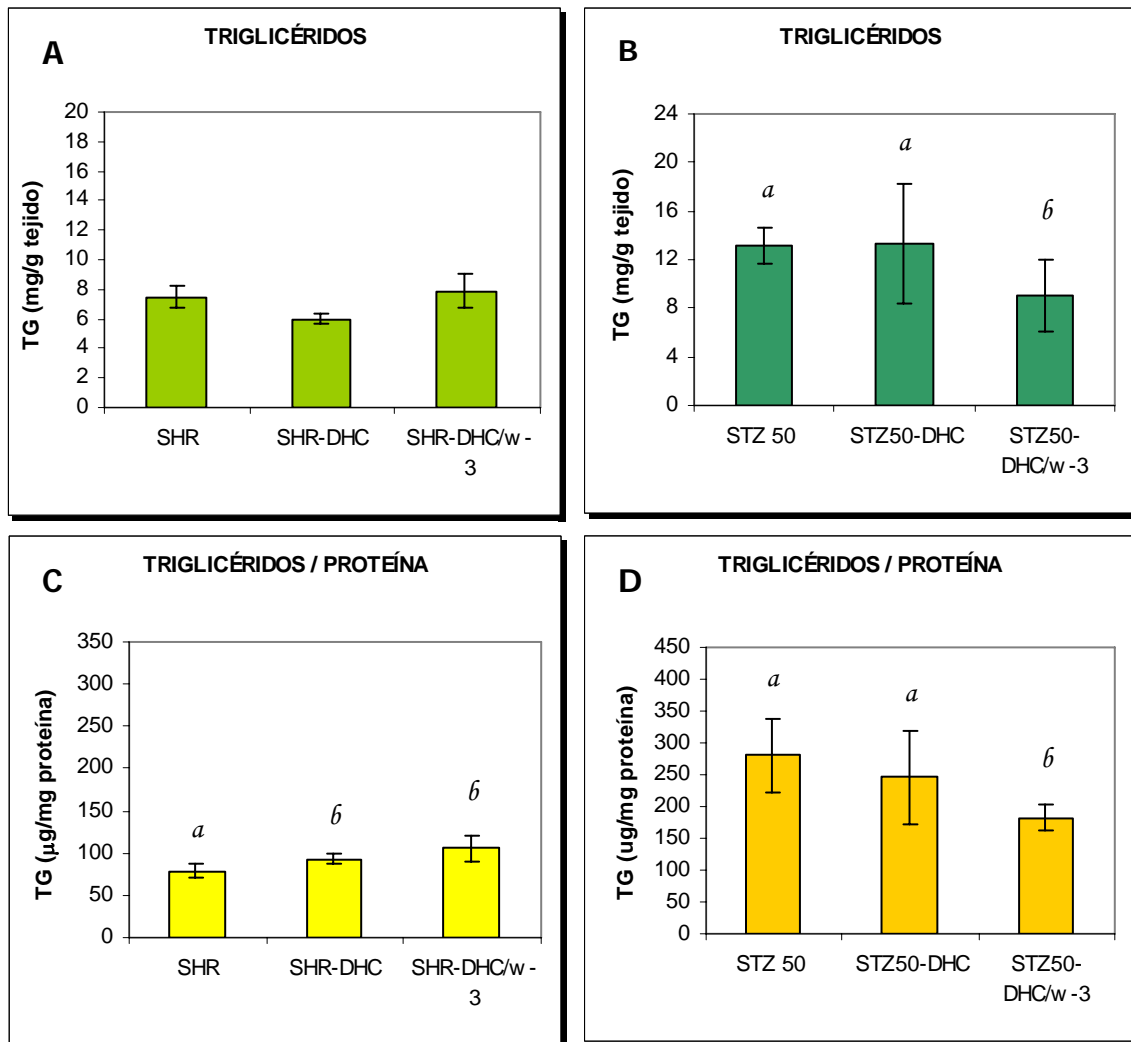 A
TRIGLICÉRIDOS
20
18
16
14
12
10
8
6
4
2
0
TG (mg/g tejido)
SHR
SHR-DHC
SHR-DHC/w -
3
B
TRIGLICÉRIDOS
24
20
16
12
8
4
0
TG (mg/g tejido)
a
a
b
STZ 50
STZ50-DHC
STZ50-
DHC/w -3
C
TRIGLICÉRIDOS / PROTEÍNA
350
300
250
200
150
100
50
0
TG (µg/mg proteína)
a
b
b
SHR
SHR-DHC
SHR-DHC/w -
3
D
TRIGLICÉRIDOS / PROTEÍNA
450
400
350
300
250
200
150
100
50
0
TG (ug/mg proteína)
a
a
b
STZ 50
STZ50-DHC
STZ50-
DHC/w -3